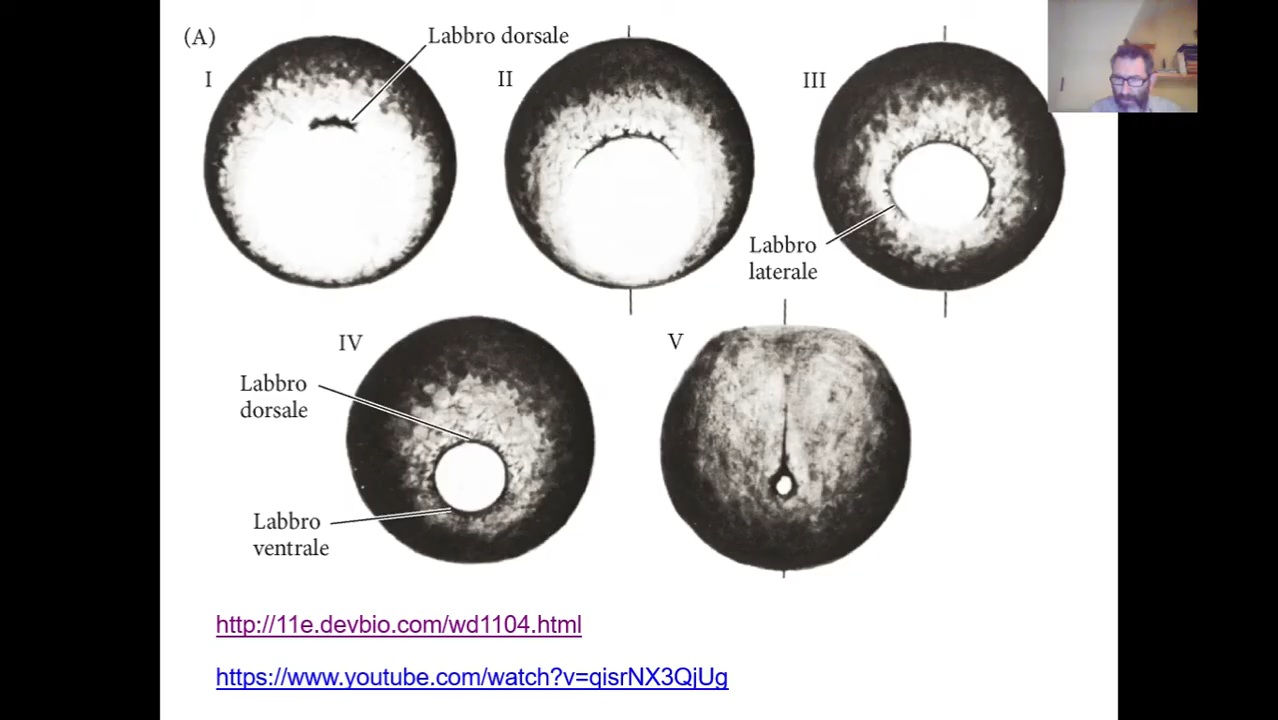 (A)
Labbro dorsale
I
II
III
Labbro
laterale
IV
V
Labbro
dorsale
Labbro
ventrale
http://11e.devbio.com/wd1104.html
https://www.youtube.com/watch?v=qisrNX3QjUg